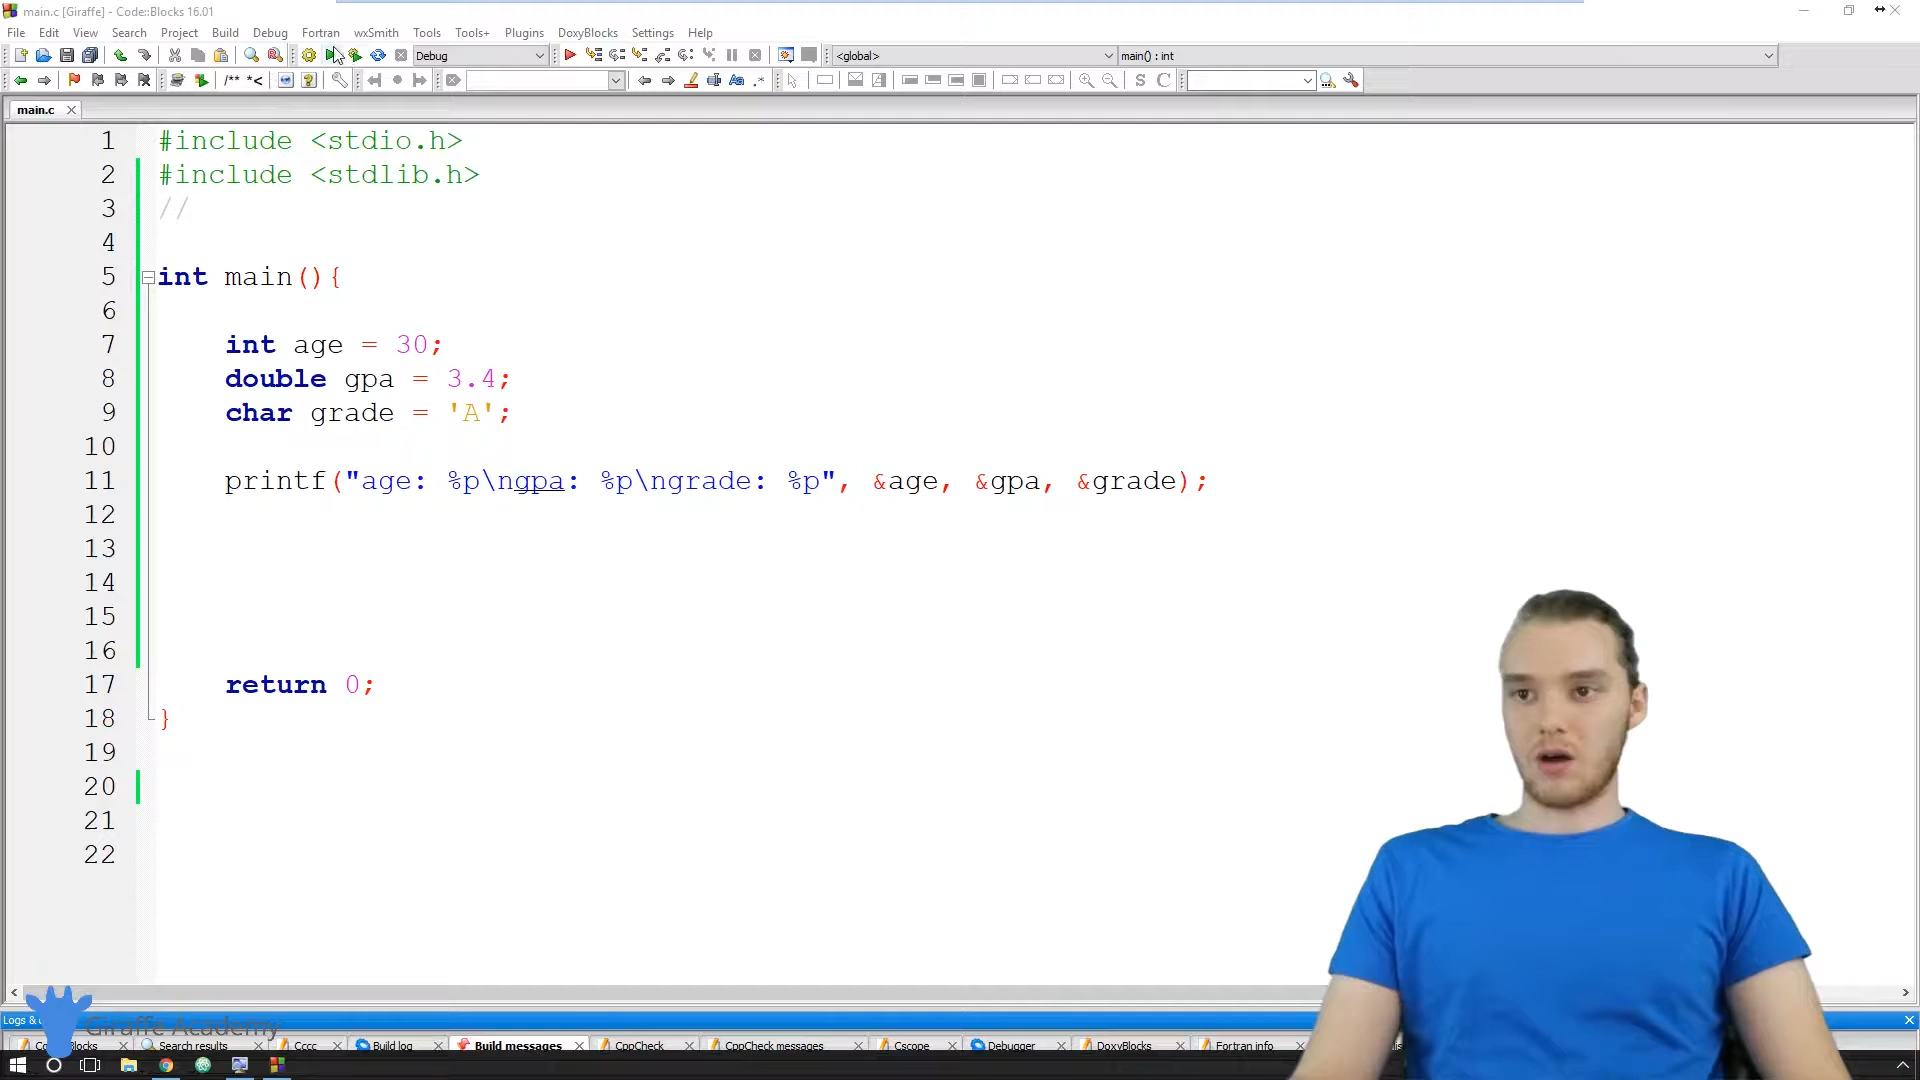 main.c [Giraffe] - Code::Blocks 16.01
File Edit View Search Project Build Debug Fortran wxSmith Tools Tools+ Plugins DoxyBlocks Settings Help
Debug <global> main() : int
/** *<
S C
main.c
1 #include <stdio.h>
2 #include <stdlib.h>
3 //
4
5 int main(){
6
7 int age = 30;
8 double gpa = 3.4;
9 char grade = 'A';
10
11 printf("age: %p\ngpa: %p\ngrade: %p", &age, &gpa, &grade);
12
13
14
15
16
17 return 0;
18 }
19
20
21
22
Logs &
Giraffe Academy
Search results Cccc Build log Build messages CppCheck CppCheck messages Cscope Debugger DoxyBlocks Fortran info